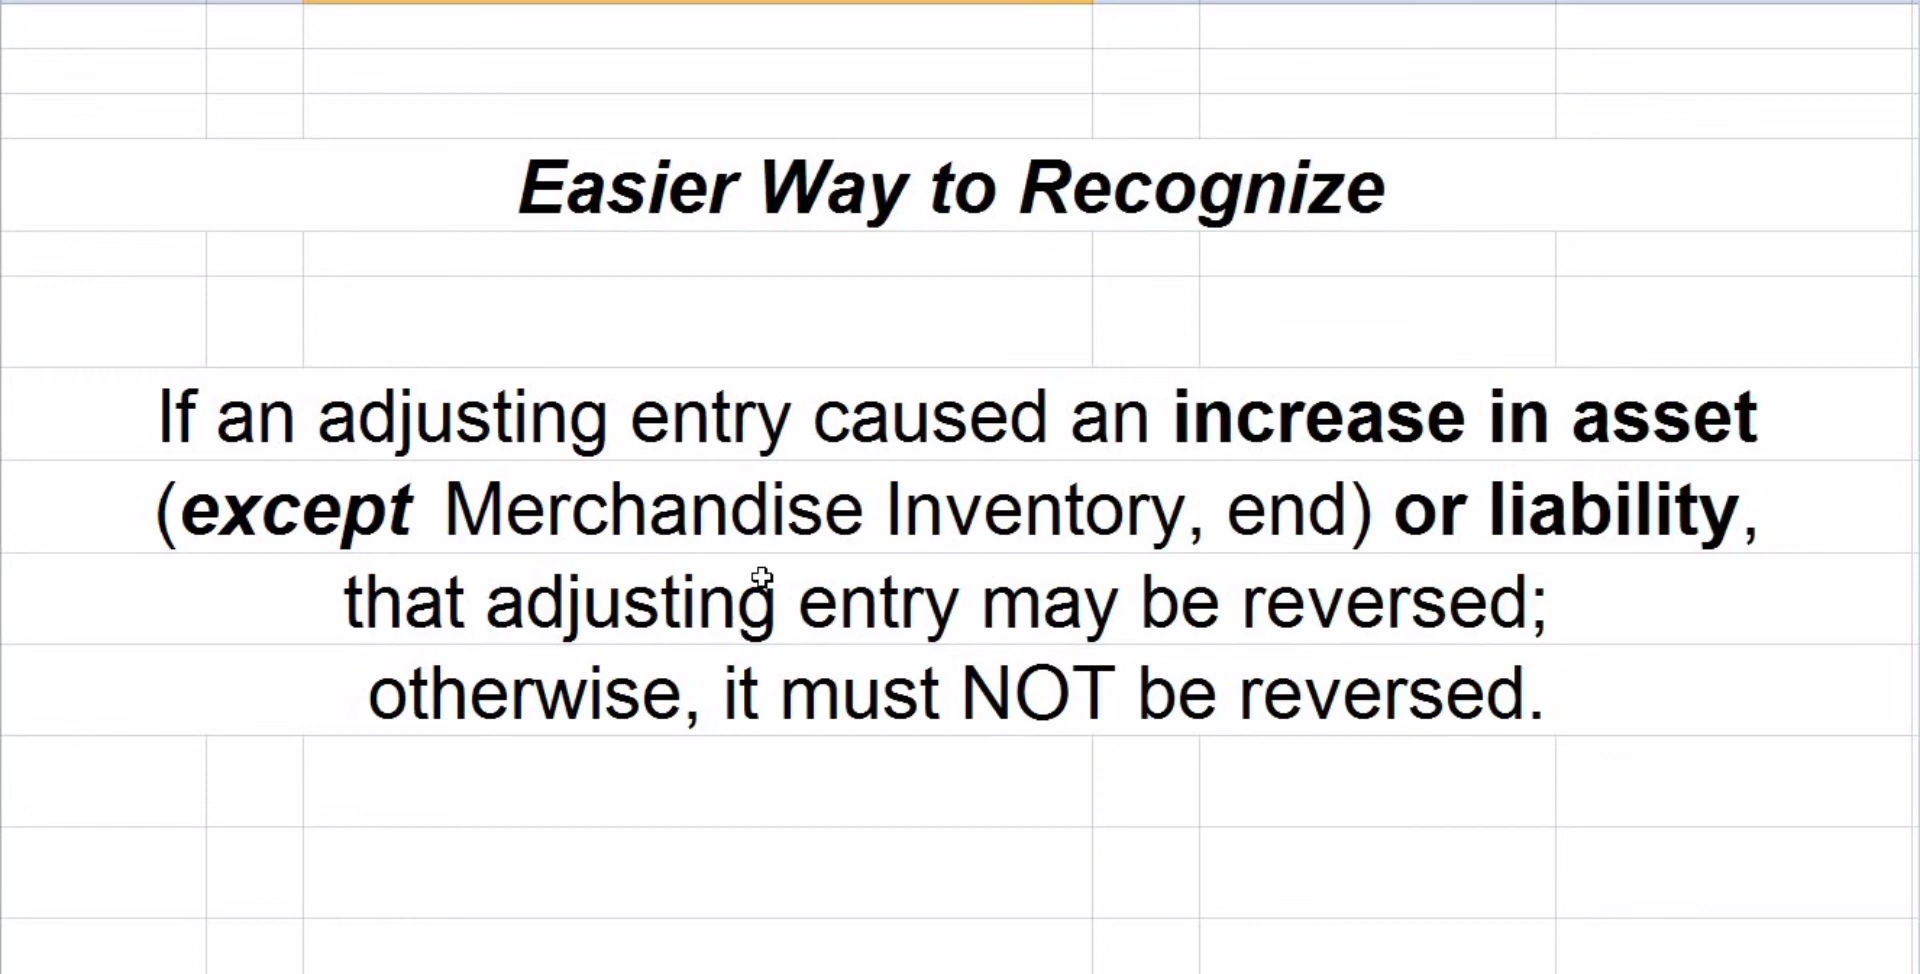 Easier Way to Recognize
If an adjusting entry caused an increase in asset
(except Merchandise Inventory, end) or liability,
that adjusting entry may be reversed;
otherwise, it must NOT be reversed.